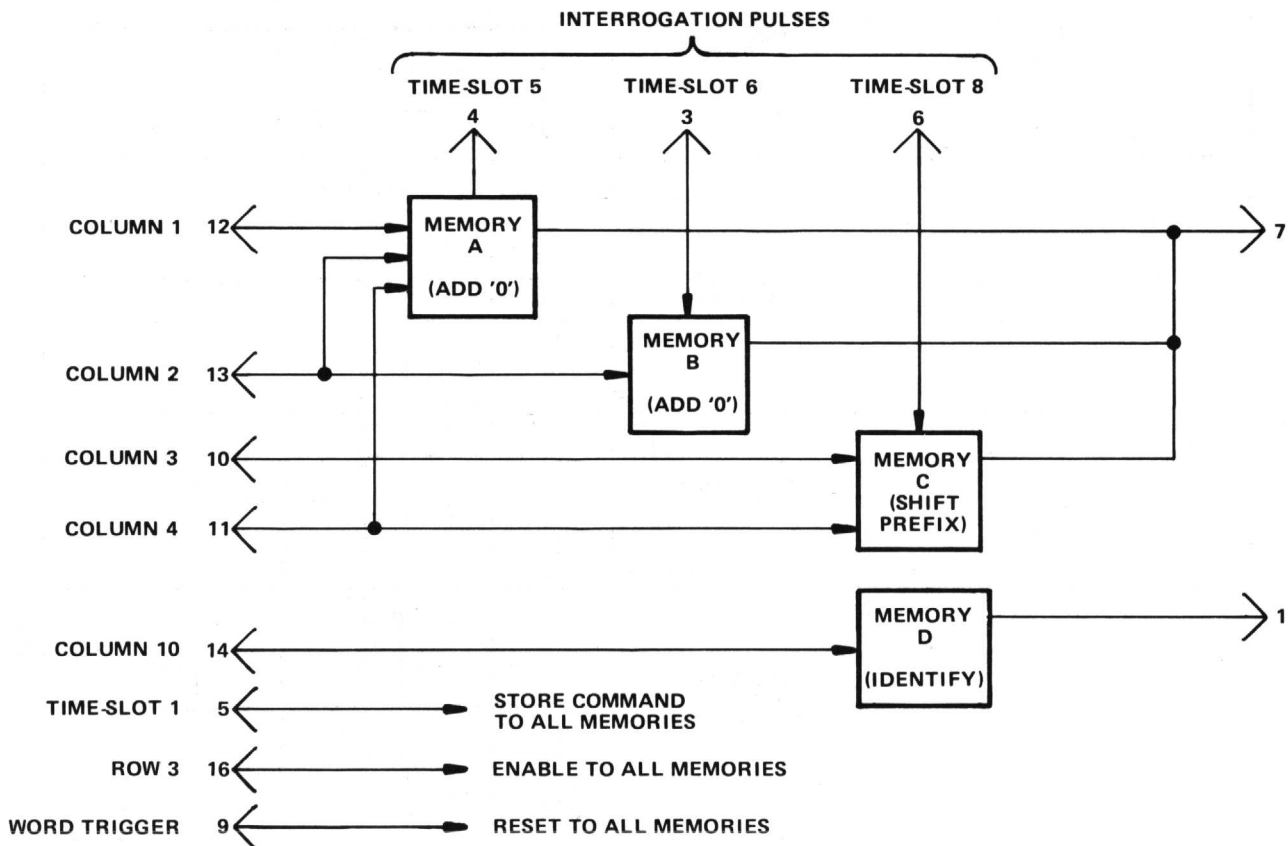 INTERROGATION PULSES
TIME-SLOT 5
4
TIME-SLOT 6
3
TIME-SLOT 8
6
COLUMN 1 12
MEMORY
A
(ADD '0')
7
COLUMN 2 13
MEMORY
B
(ADD '0')
COLUMN 3 10
MEMORY
C
(SHIFT
PREFIX)
COLUMN 4 11
MEMORY
D
(IDENTIFY)
1
COLUMN 10 14
TIME-SLOT 1 5
STORE COMMAND
TO ALL MEMORIES
ROW 3 16
ENABLE TO ALL MEMORIES
WORD TRIGGER 9
RESET TO ALL MEMORIES